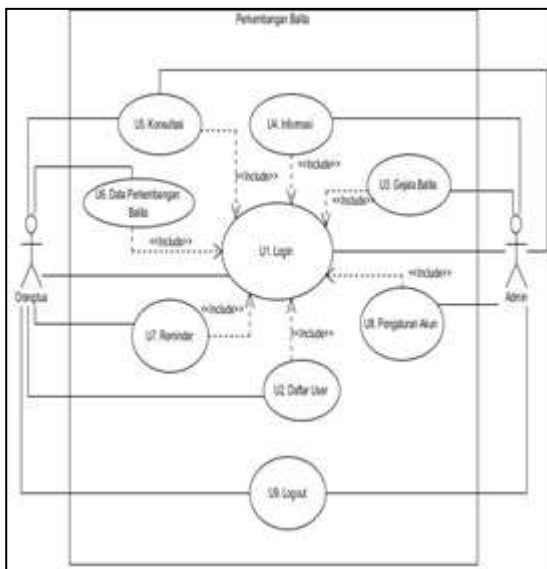 Perkembangan Balita
U5. Konsultasi
U4. Informasi
<<Include>>
<<Include>>
U3. Gejala Balita
U6. Data Perkembangan
Balita
<<Include>>
<<Include>>
U1. Login
<<Include>>
Orangtua
Admin
<<Include>>
U7. Reminder
U8. Pengaturan Akun
<<Include>>
U2. Daftar User
U9. Logout